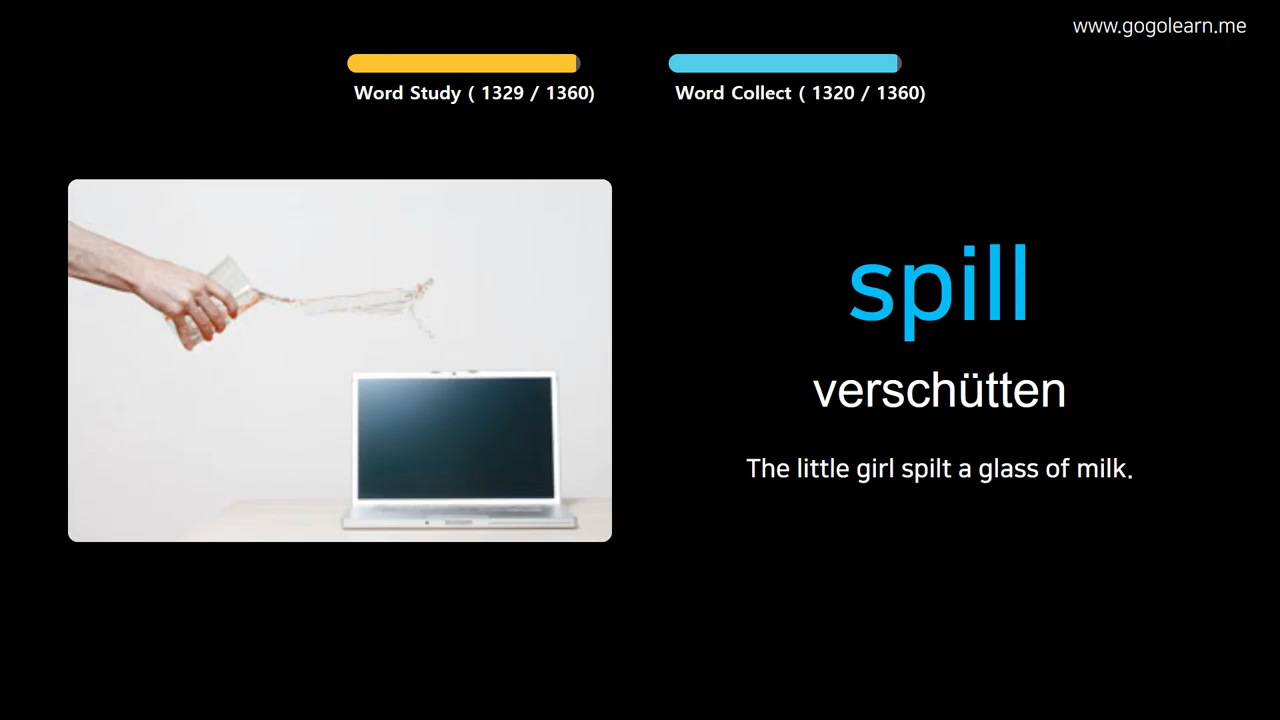 www.gogolearn.me
Word Study ( 1329 / 1360)
Word Collect ( 1320 / 1360)
spill
verschütten
The little girl spilt a glass of milk.